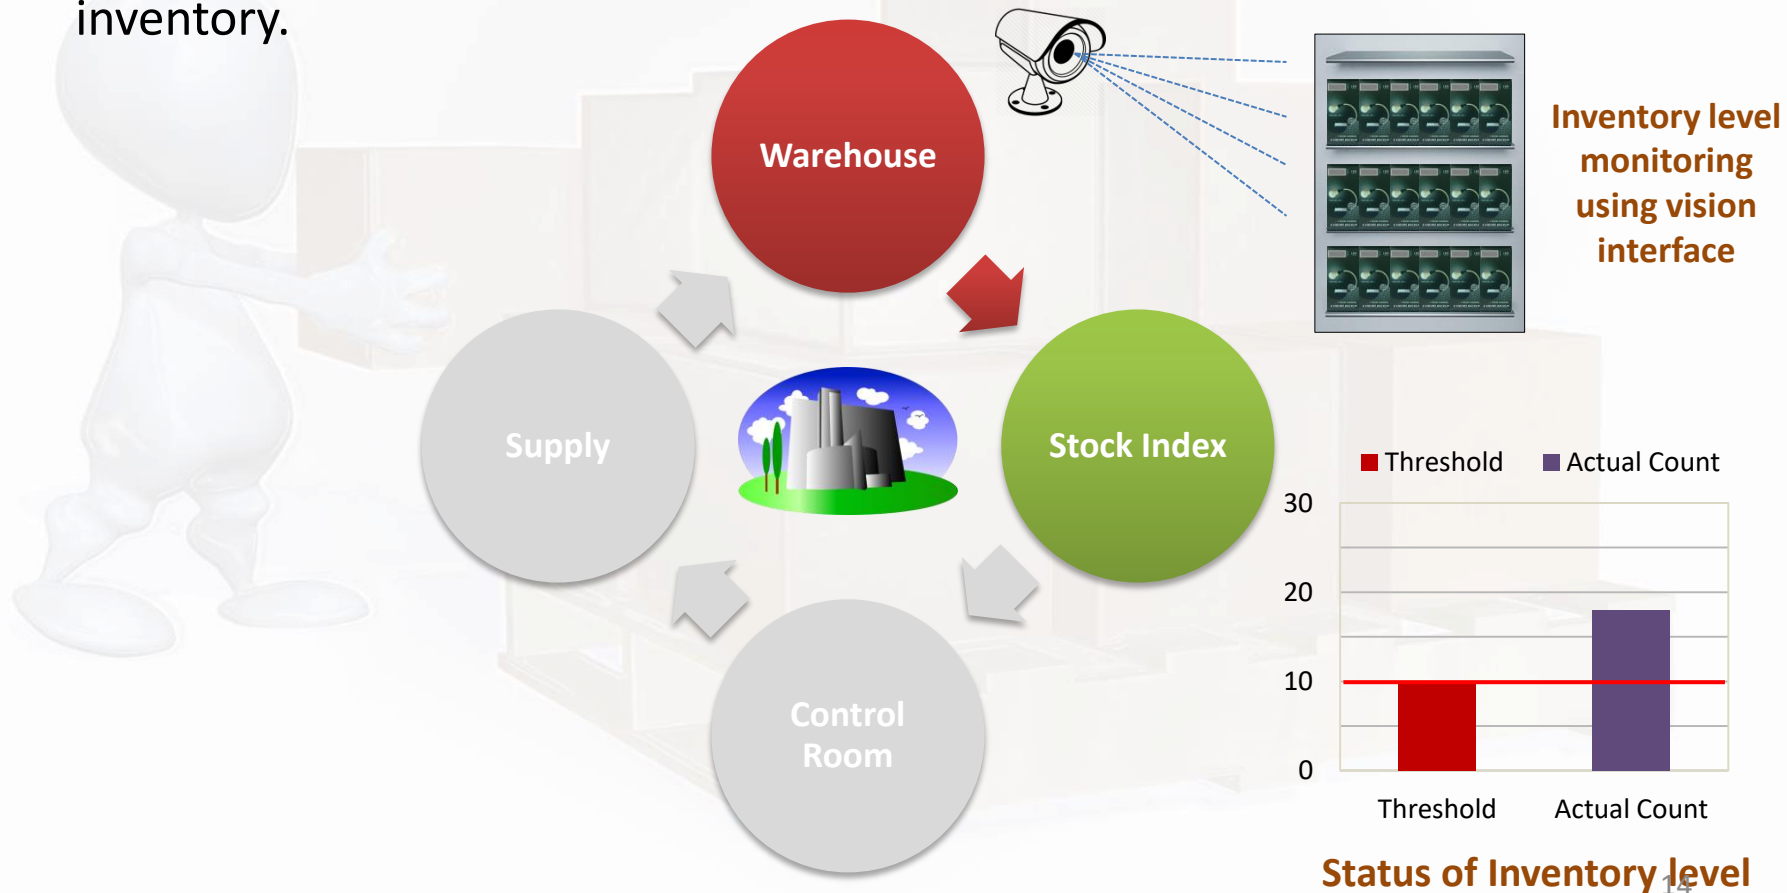 inventory.
Warehouse
Inventory level
monitoring
using vision
interface
Supply
Stock Index
Threshold
Actual Count
30
20
10
0
Threshold
Actual Count
Control
Room
Status of Inventory level
14